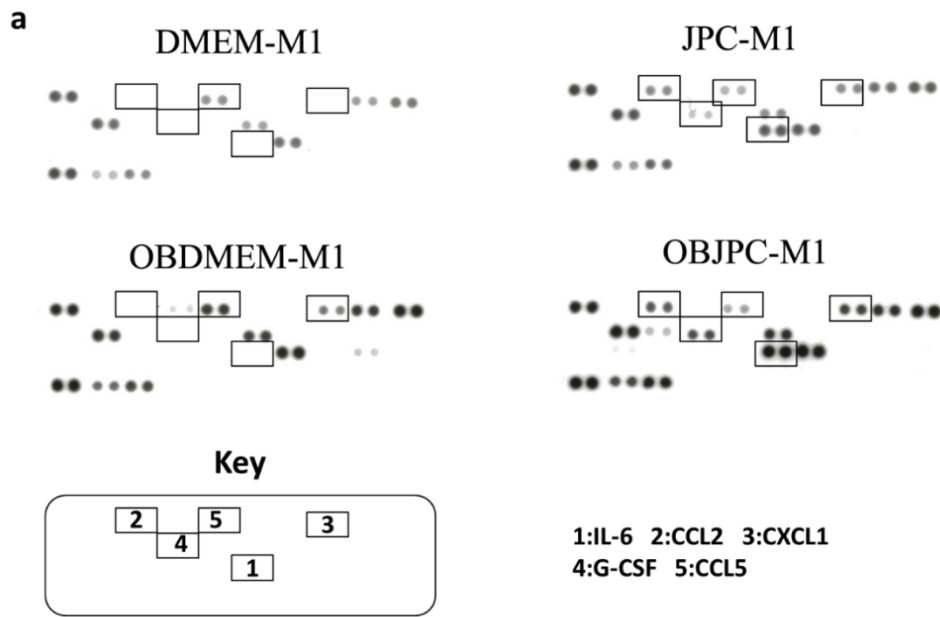 a
DMEM-M1
JPC-M1
OBDMEM-M1
OBJPC-M1
Key
2
5
3
4
1
1:IL-6 2:CCL2 3:CXCL1
4:G-CSF 5:CCL5